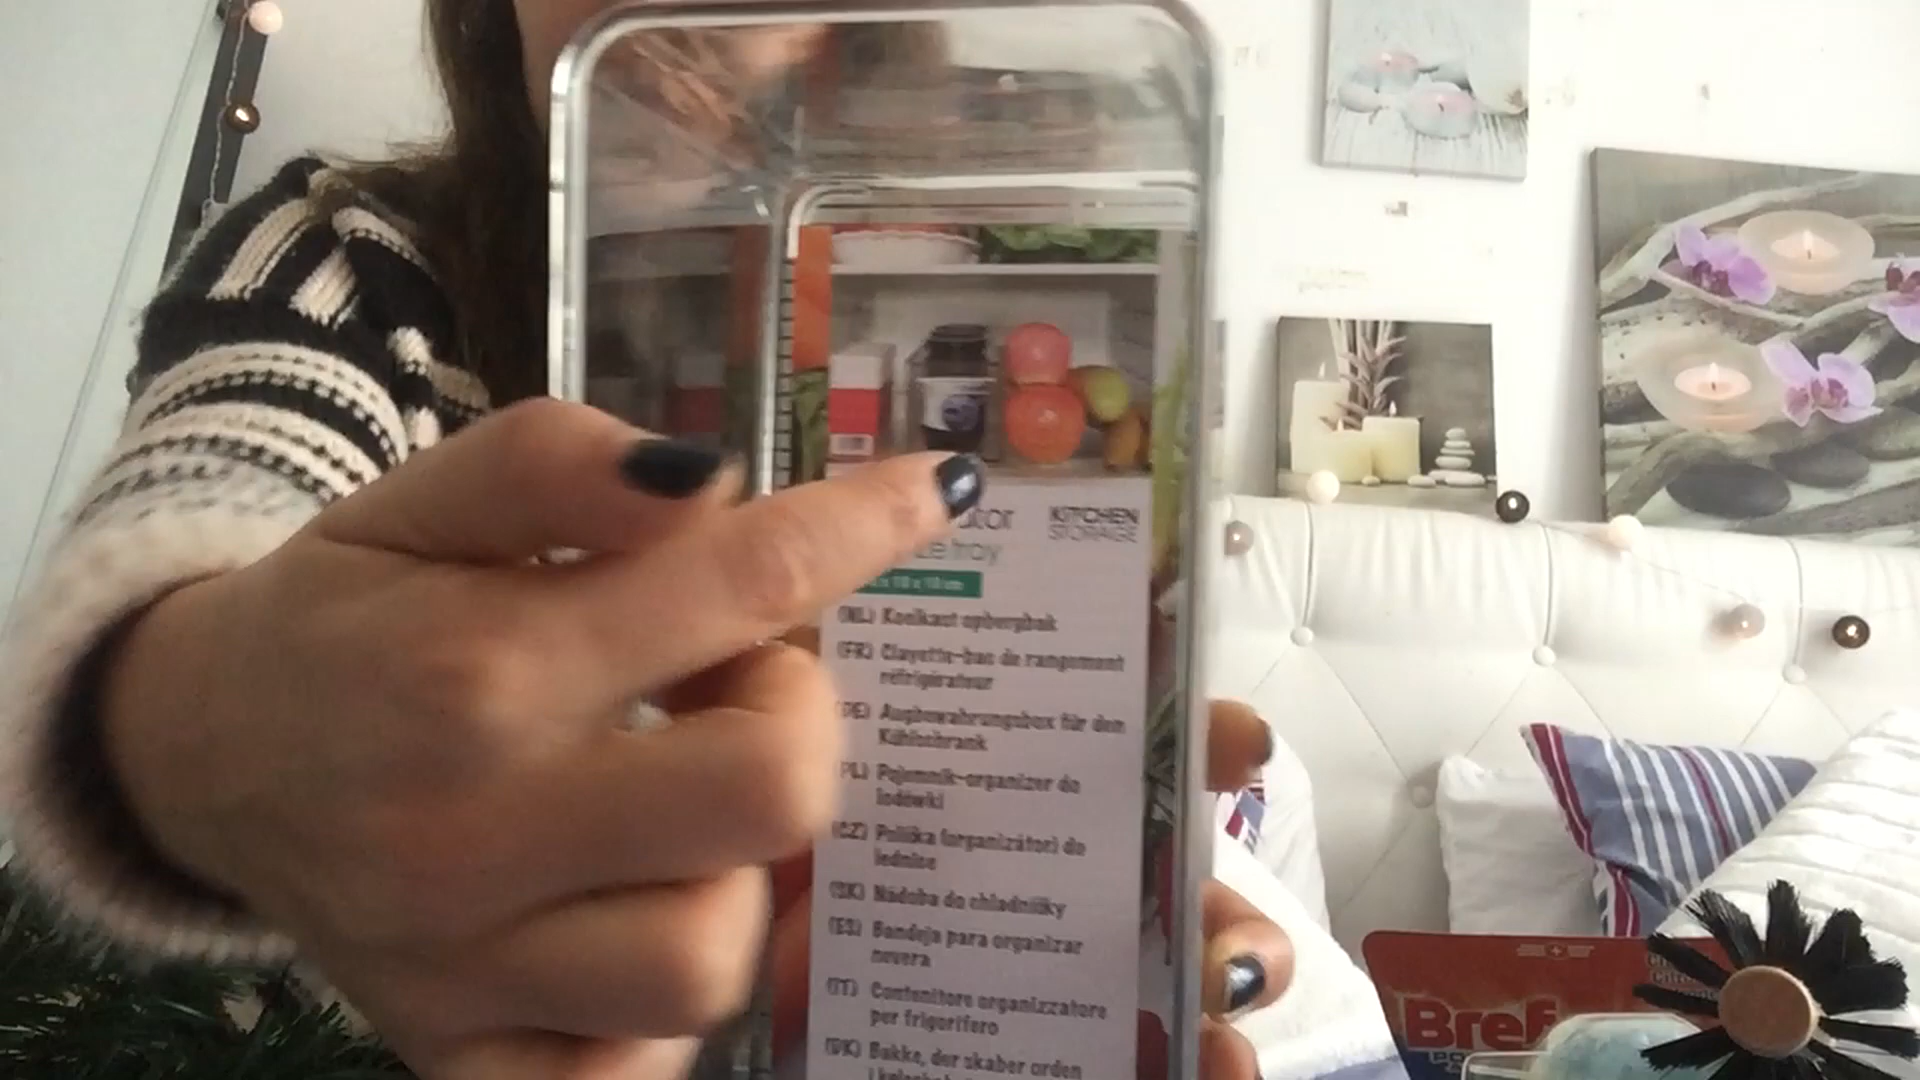 KITCHEN
STORAGE
tray
(NL) Koelkast opbergbak
(FR) Clayette-bac de rangement
réfrigérateur
(DE) Aufbewahrungsbox für den
Kühlschrank
(PL) Pojemnik-organizer do
lodówki
(CZ) Polička (organizátor) do
lednice
(SK) Nádoba do chladničky
(ES) Bandeja para organizar
nevera
(IT) Contenitore organizzatore
per frigorifero
(DK) Bakke, der skaber orden
Bref